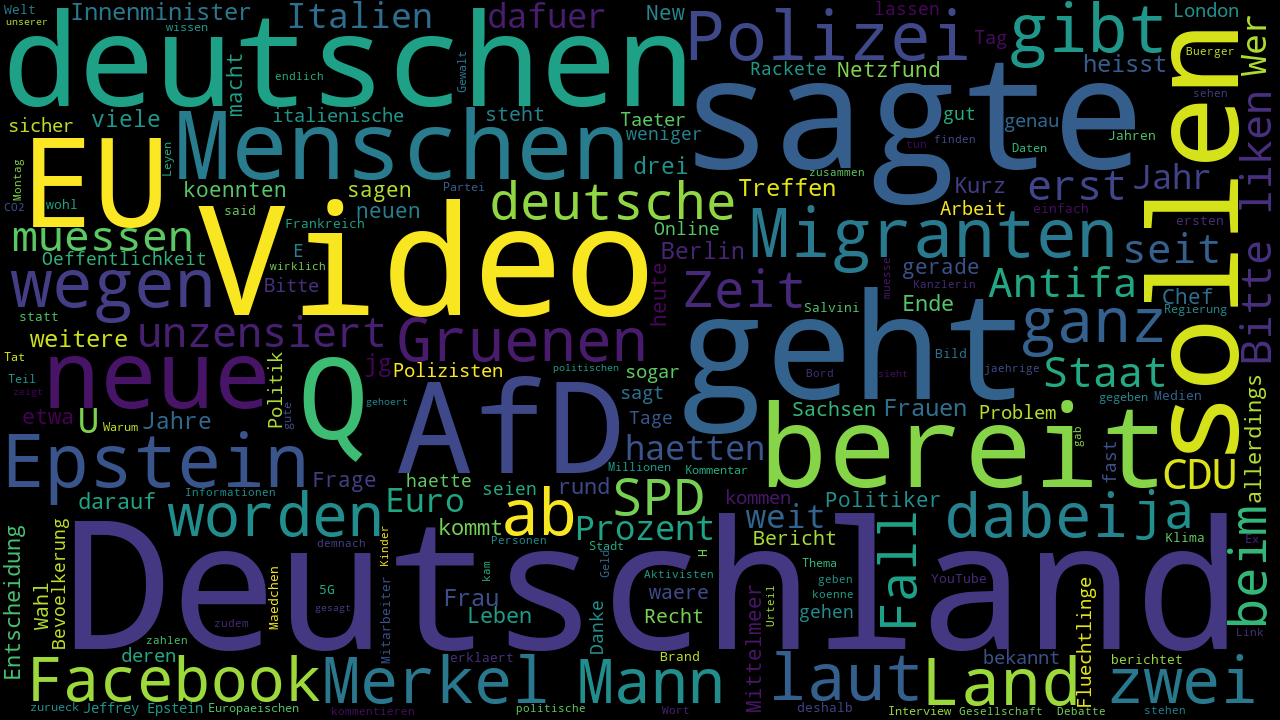 Welt
unserer
Innenminister
wissen
Italien
dafuer
New
Polizei
lassen
Tag
gibt
London
Buerger
Wer
deutschen
endlich
Gewalt
macht
Rackete
Netzfund
heisst
sehen
sagte
sollen
sicher
viele
italienische
steht
Taeter
weniger
gut
genau
finden
Jahren
Daten
tun
Menschen
drei
zusammen
EU
Montag
Leyen
CO2
wohl
koennten
said
sagen
neuen
Partei
Frankreich
deutsche
Online
Treffen
Kurz
Arbeit
erst
einfach
Jahr
ersten
Bitte liken
muessen
Oeffentlichkeit
Video
E
wirklich
Bitte
Berlin
Migranten
seit
wegen
statt
heute
Zeit
Salvini
muesse
gerade
Kanzlerin
Ende
Antifa
Chef
Regierung
weitere
unzensiert
Gruenen
geht
ganz
Tat
Teil
zeigt
neue
Politik
gute
Q
jg
Polizisten
gehoert
politischen
sogar
sagt
Bild
Bord
sieht
jaehrige
Staat
gegeben
Medien
etwa
U
Warum
Jahre
AfD
Tage
Sachsen
Frauen
Problem
gab
fast
allerdings
Epstein
Frage
haetten
Millionen
Kommentar
bereit
CDU
darauf
Informationen
haette
Euro
seien
rund
SPD
kommen
Politiker
worden
kommt
ab
Prozent
weit
Bericht
dabei
ja
Klima
Ex
beim
Entscheidung
Wahl
Bevoelkerung
Deutschland
demnach
Kinder
Personen
Stadt
H
Geld
Aktivisten
Thema
Fall
YouTube
Maedchen
5G
gesagt
Mitarbeiter
Frau
kam
Leben
Danke
waere
Recht
Mittelmeer
Urteil
geben
koenne
gehen
Fluechtlinge
Link
zudem
zahlen
deren
erklaert
Brand
bekannt
berichtet
Facebook
Merkel
Mann
laut
Land
zwei
zurueck
Jeffrey Epstein
Europaeischen
kommentieren
politische
Wort
deshalb
Interview
Gesellschaft
Debatte
stehen